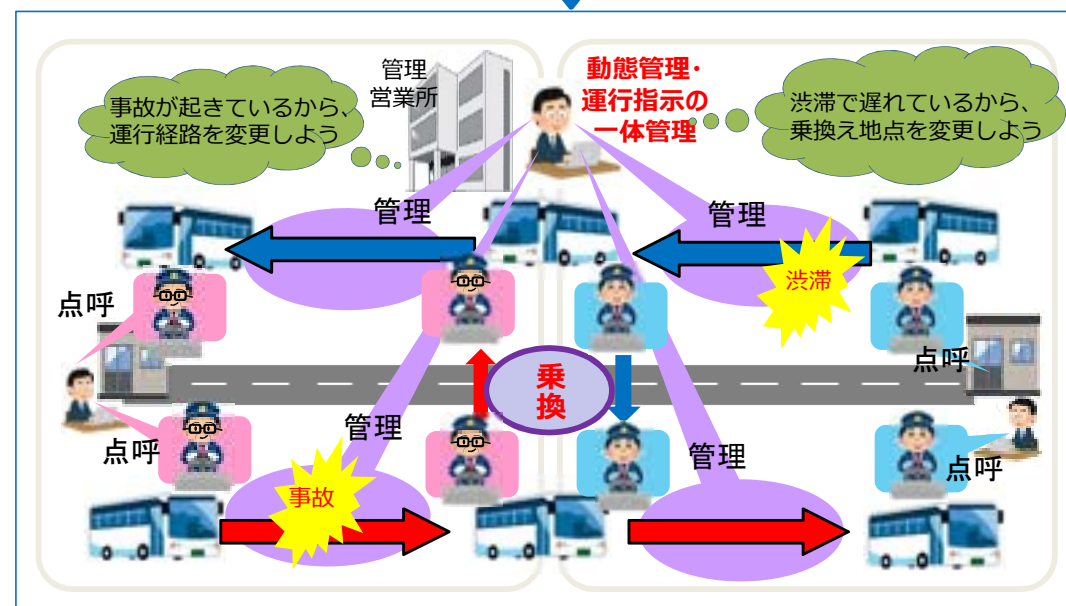 事故が起きているから、
運行経路を変更しよう
管理
営業所
動態管理・
運行指示の
一体管理
渋滞で遅れているから、
乗換え地点を変更しよう
管理
管理
渋滞
点呼
点呼
乗
換
点呼
管理
管理
点呼
事故